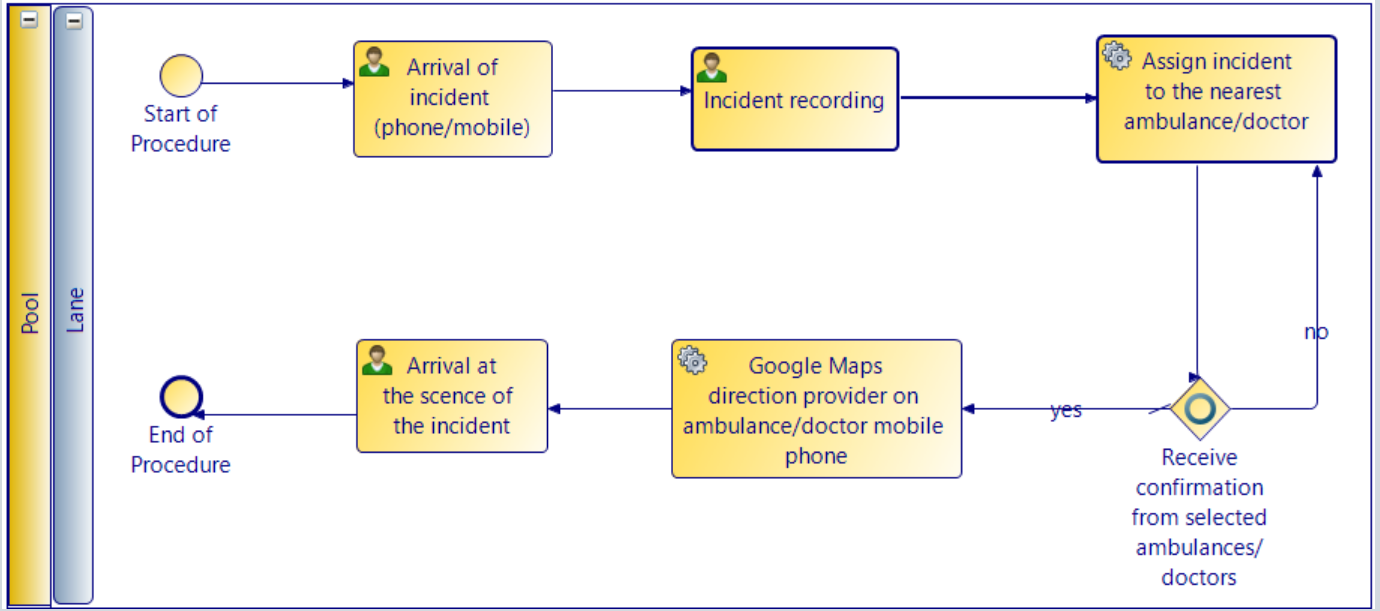 Pool
Lane
Start of
Procedure
Arrival of
incident
(phone/mobile)
Incident recording
Assign incident
to the nearest
ambulance/doctor
no
yes
Receive
confirmation
from selected
ambulances/
doctors
Google Maps
direction provider on
ambulance/doctor mobile
phone
Arrival at
the scence of
the incident
End of
Procedure